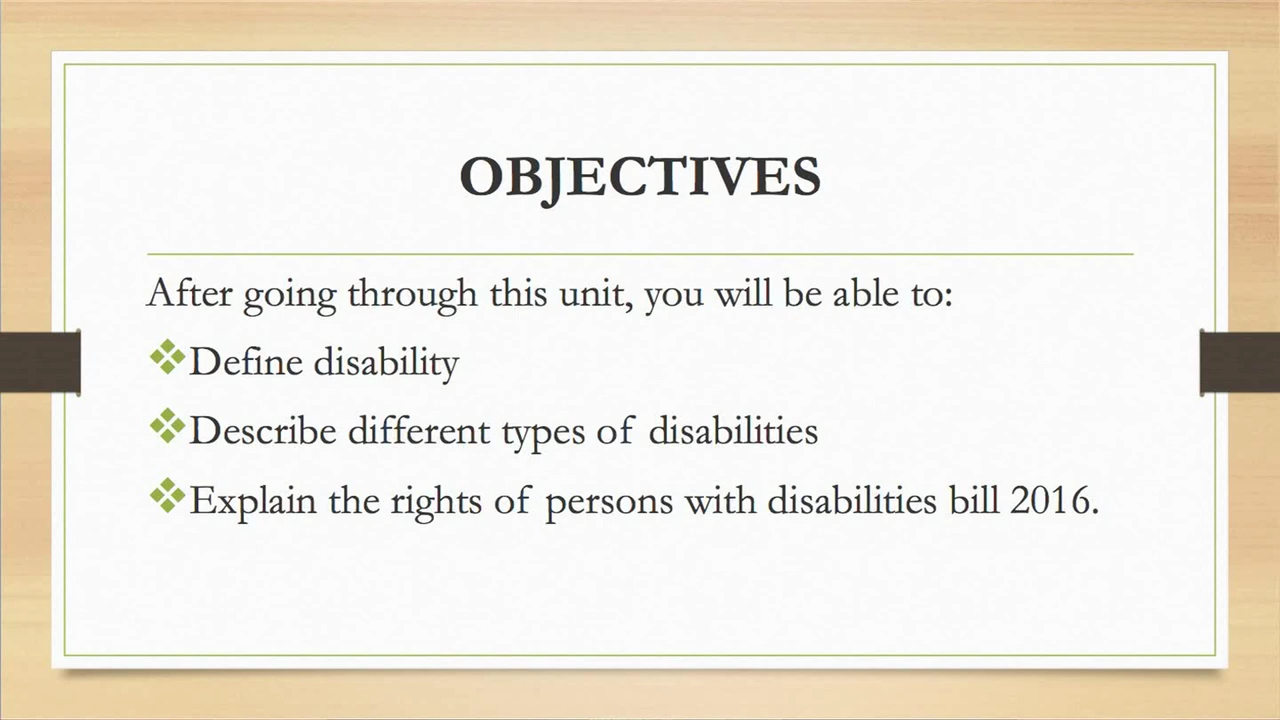 OBJECTIVES
After going through this unit, you will be able to:
❖Define disability
❖Describe different types of disabilities
❖Explain the rights of persons with disabilities bill 2016.